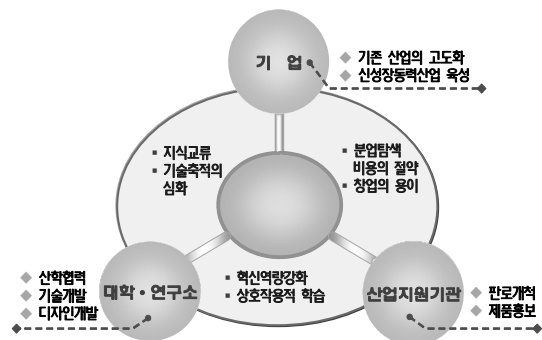 기 업
◆ 기존 산업의 고도화
◆ 신성장동력산업 육성
▪ 지식교류
▪ 기술축적의
심화
▪ 분업탐색
비용의 절약
▪ 창업의 용이
▪ 혁신역량강화
▪ 상호작용적 학습
◆ 산학협력
◆ 기술개발
◆ 디자인개발
대학・연구소
산업지원기관
◆ 판로개척
◆ 제품홍보